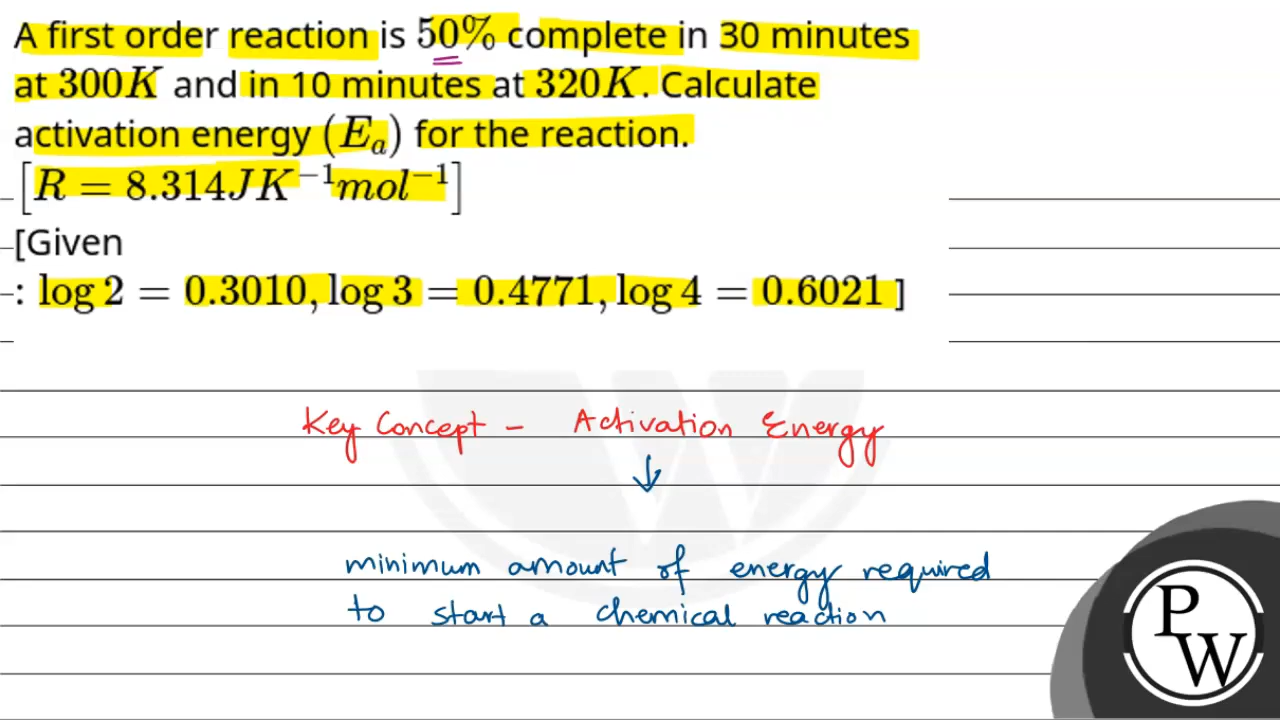 A first order reaction is 50% complete in 30 minutes
at 300K and in 10 minutes at 320K. Calculate
activation energy (Eₐ) for the reaction.
[R = 8.314JK⁻¹mol⁻¹]
[Given
: log 2 = 0.3010, log 3 = 0.4771, log 4 = 0.6021 ]
Key Concept - Activation Energy
↓
minimum amount of energy required
to start a chemical reaction
P
W